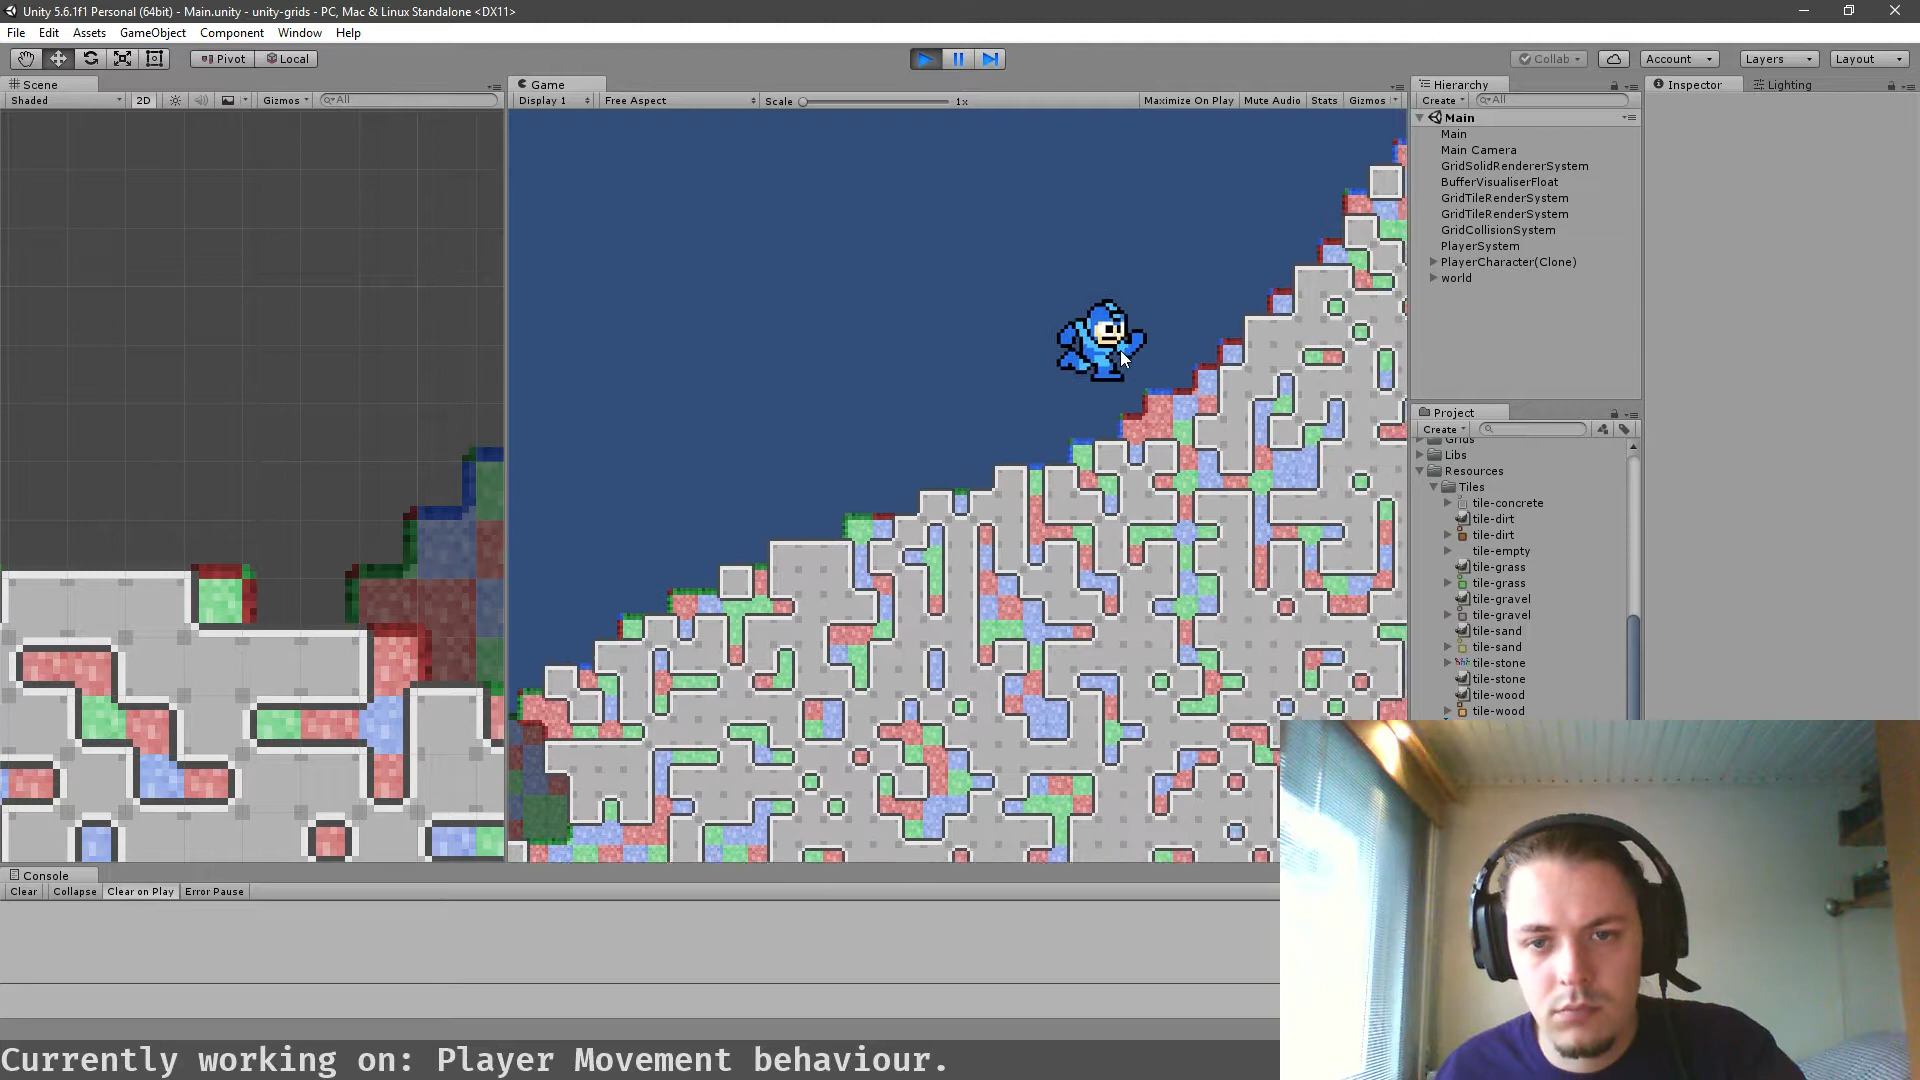 Unity 5.6.1f1 Personal (64bit) - Main.unity - unity-grids - PC, Mac & Linux Standalone <DX11>
File Edit Assets GameObject Component Window Help
Pivot Local Collab Account Layers Layout
Scene Game Hierarchy Inspector Lighting
Shaded 2D Gizmos All Display 1 Free Aspect Scale 1x Maximize On Play Mute Audio Stats Gizmos Create All
Main
Main
Main Camera
GridSolidRendererSystem
BufferVisualiserFloat
GridTileRenderSystem
GridTileRenderSystem
GridCollisionSystem
PlayerSystem
PlayerCharacter(Clone)
world
Project
Create
Grids
Libs
Resources
Tiles
tile-concrete
tile-dirt
tile-dirt
tile-empty
tile-grass
tile-grass
tile-gravel
tile-gravel
tile-sand
tile-sand
tile-stone
tile-stone
tile-wood
tile-wood
Console
Clear Collapse Clear on Play Error Pause
Currently working on: Player Movement behaviour.